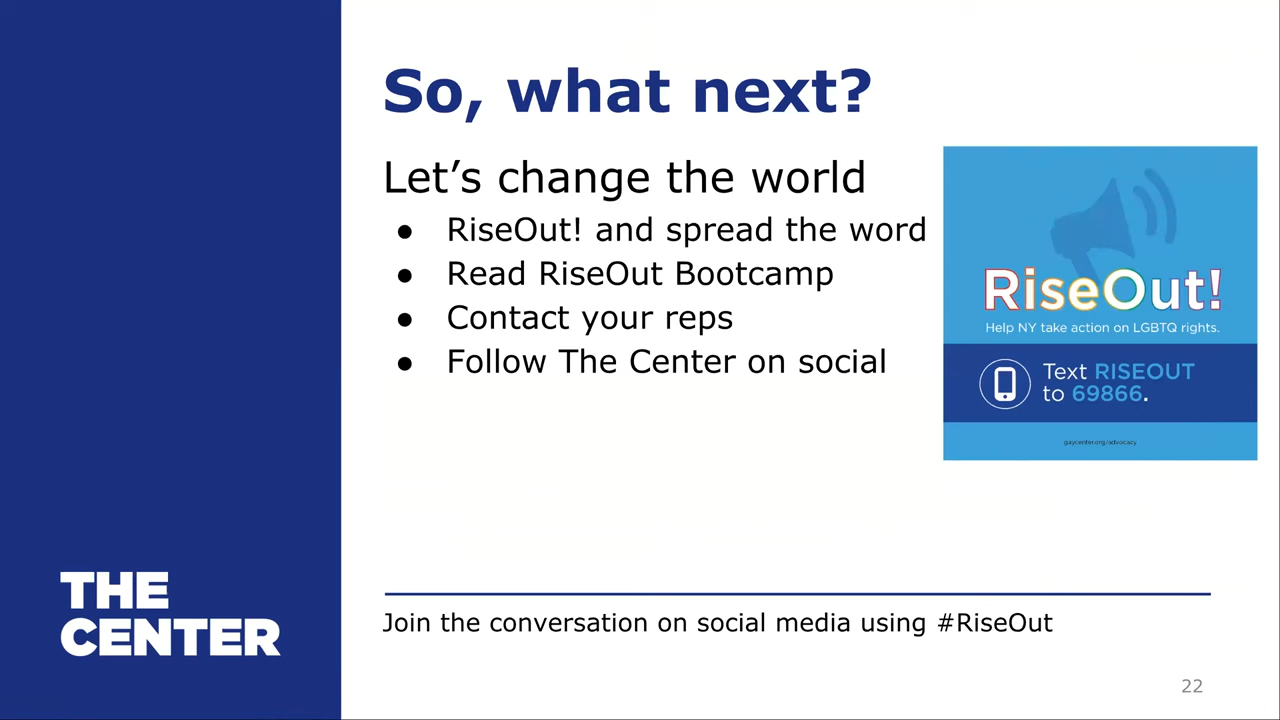 So, what next?
Let’s change the world
● RiseOut! and spread the word
● Read RiseOut Bootcamp
● Contact your reps
● Follow The Center on social
RiseOut!
Help NY take action on LGBTQ rights.
Text RISEOUT
to 69866.
gaycenter.org/advocacy
THE
CENTER
Join the conversation on social media using #RiseOut
22